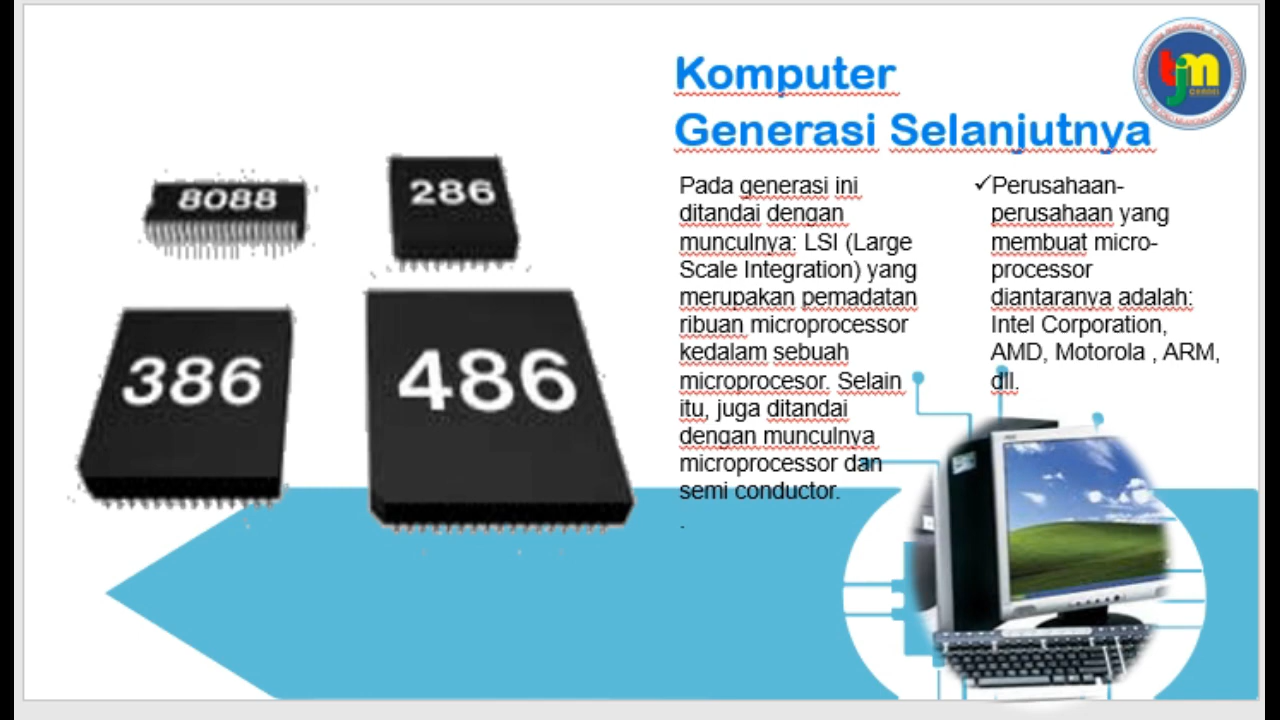 Komputer
Generasi Selanjutnya
tjm
CHANNEL
8088
286
386
486
Pada generasi ini
ditandai dengan
munculnya: LSI (Large
Scale Integration) yang
merupakan pemadatan
ribuan microprocessor
kedalam sebuah
microprocesor. Selain
itu, juga ditandai
dengan munculnya
microprocessor dan
semi conductor.
.
✓Perusahaan-
perusahaan yang
membuat micro-
processor
diantaranya adalah:
Intel Corporation,
AMD, Motorola , ARM,
dll.